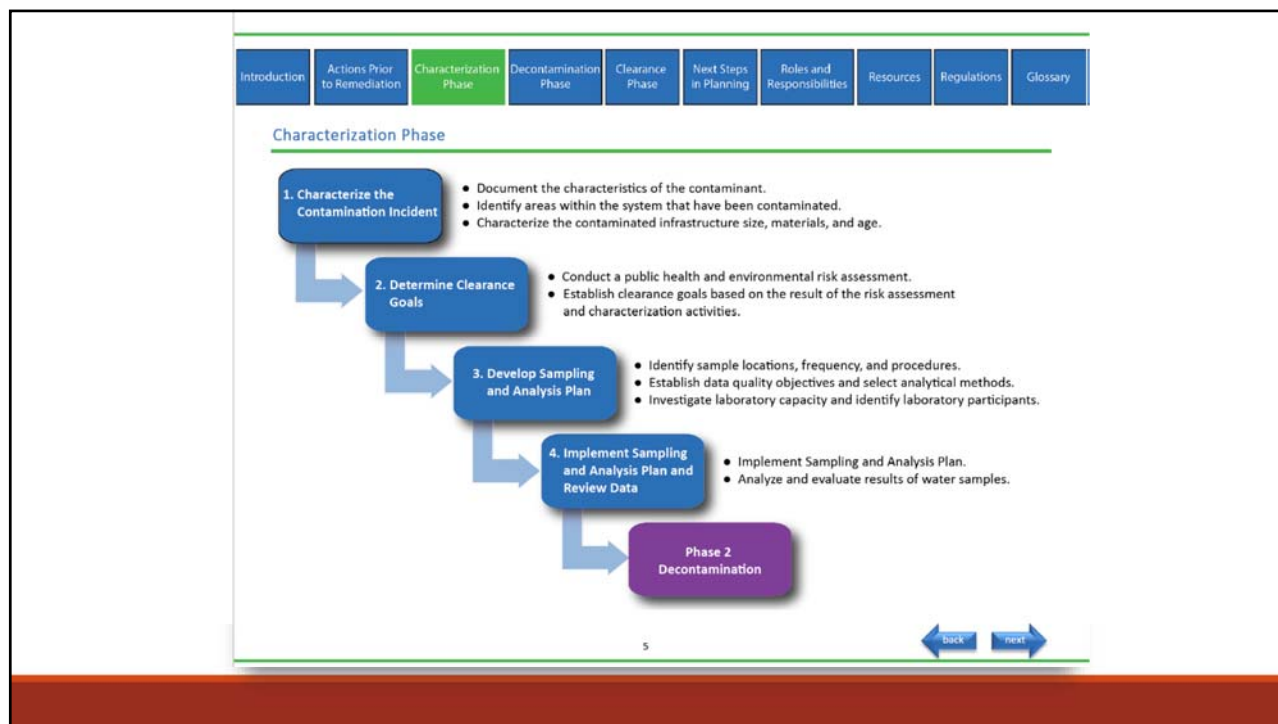 Introduction
Actions Prior
to Remediation
Characterization
Phase
Decontamination
Phase
Clearance
Phase
Next Steps
in Planning
Roles and
Responsibilities
Resources
Regulations
Glossary
Characterization Phase
1. Characterize the
Contamination Incident
• Document the characteristics of the contaminant.
• Identify areas within the system that have been contaminated.
• Characterize the contaminated infrastructure size, materials, and age.
2. Determine Clearance
Goals
• Conduct a public health and environmental risk assessment.
• Establish clearance goals based on the result of the risk assessment
and characterization activities.
3. Develop Sampling
and Analysis Plan
• Identify sample locations, frequency, and procedures.
• Establish data quality objectives and select analytical methods.
• Investigate laboratory capacity and identify laboratory participants.
4. Implement Sampling
and Analysis Plan and
Review Data
• Implement Sampling and Analysis Plan.
• Analyze and evaluate results of water samples.
Phase 2
Decontamination
5
back
next